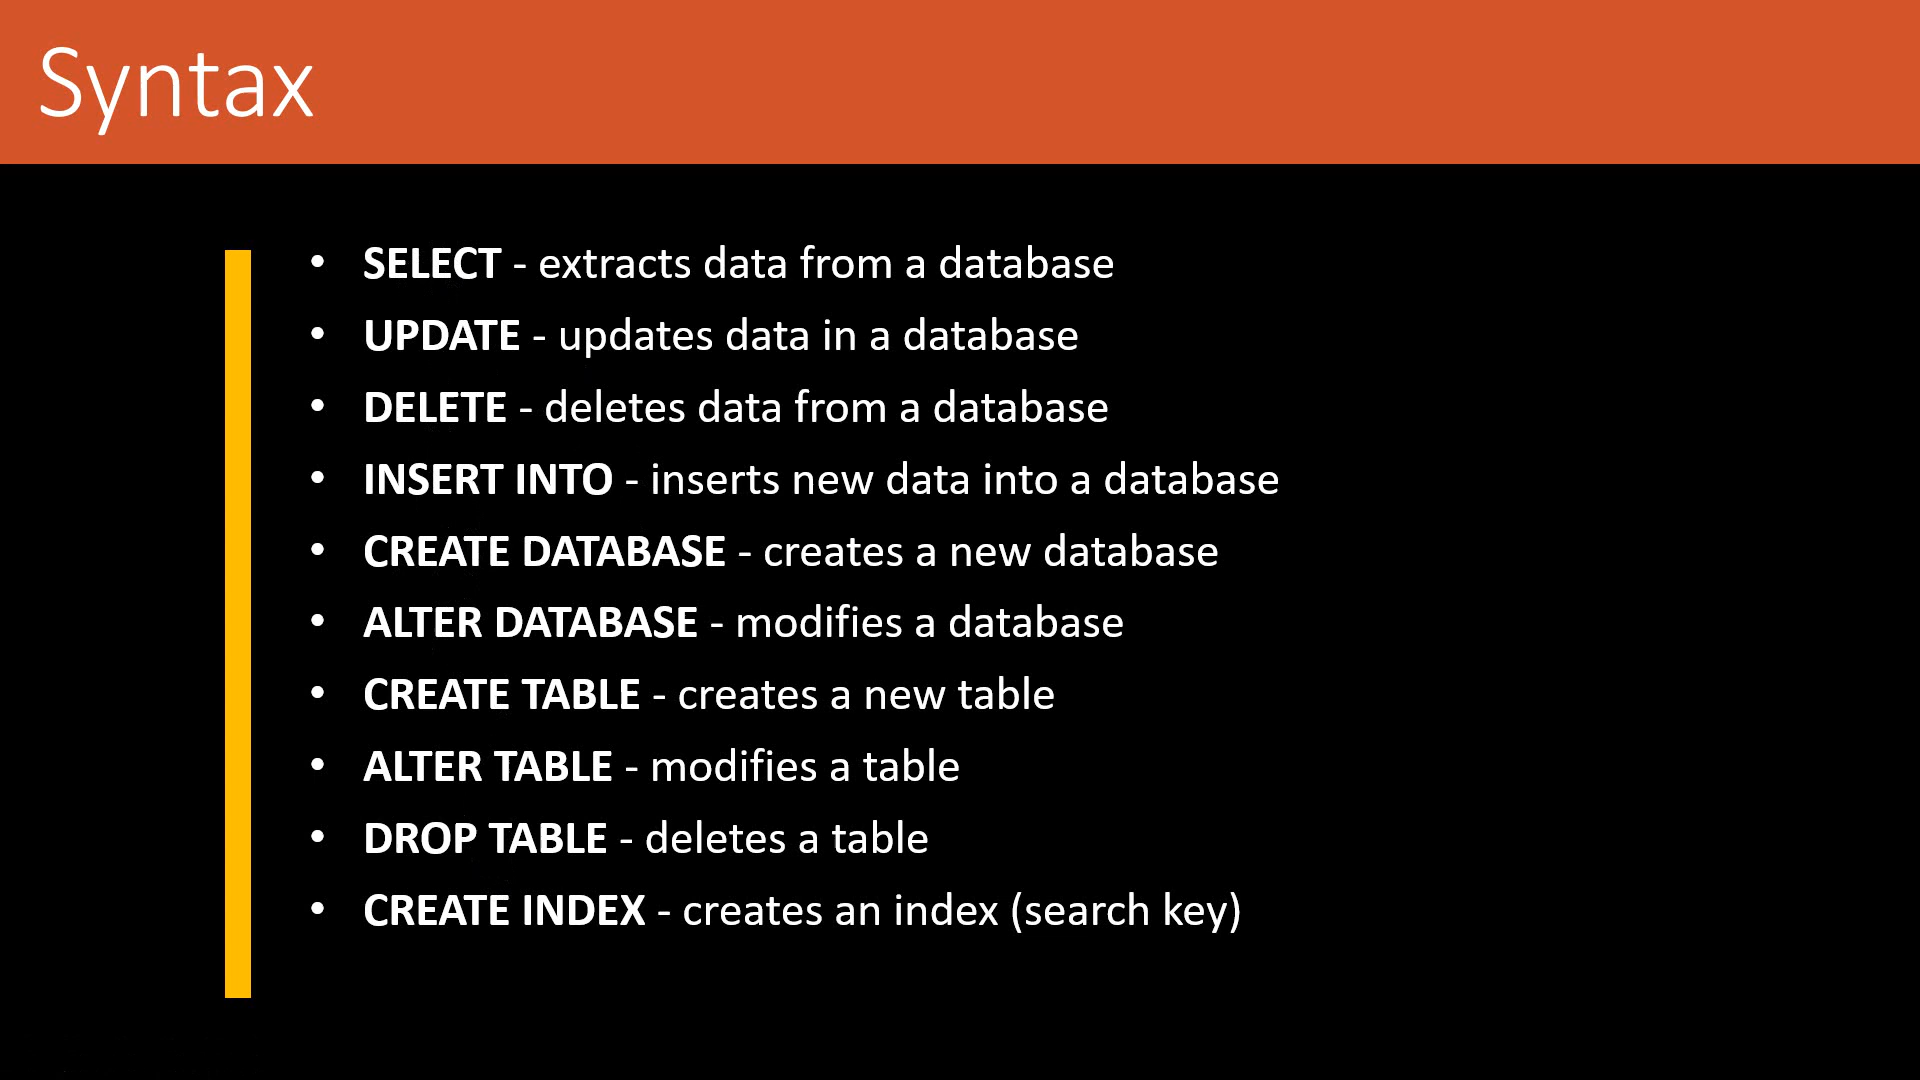 Syntax
• SELECT - extracts data from a database
• UPDATE - updates data in a database
• DELETE - deletes data from a database
• INSERT INTO - inserts new data into a database
• CREATE DATABASE - creates a new database
• ALTER DATABASE - modifies a database
• CREATE TABLE - creates a new table
• ALTER TABLE - modifies a table
• DROP TABLE - deletes a table
• CREATE INDEX - creates an index (search key)